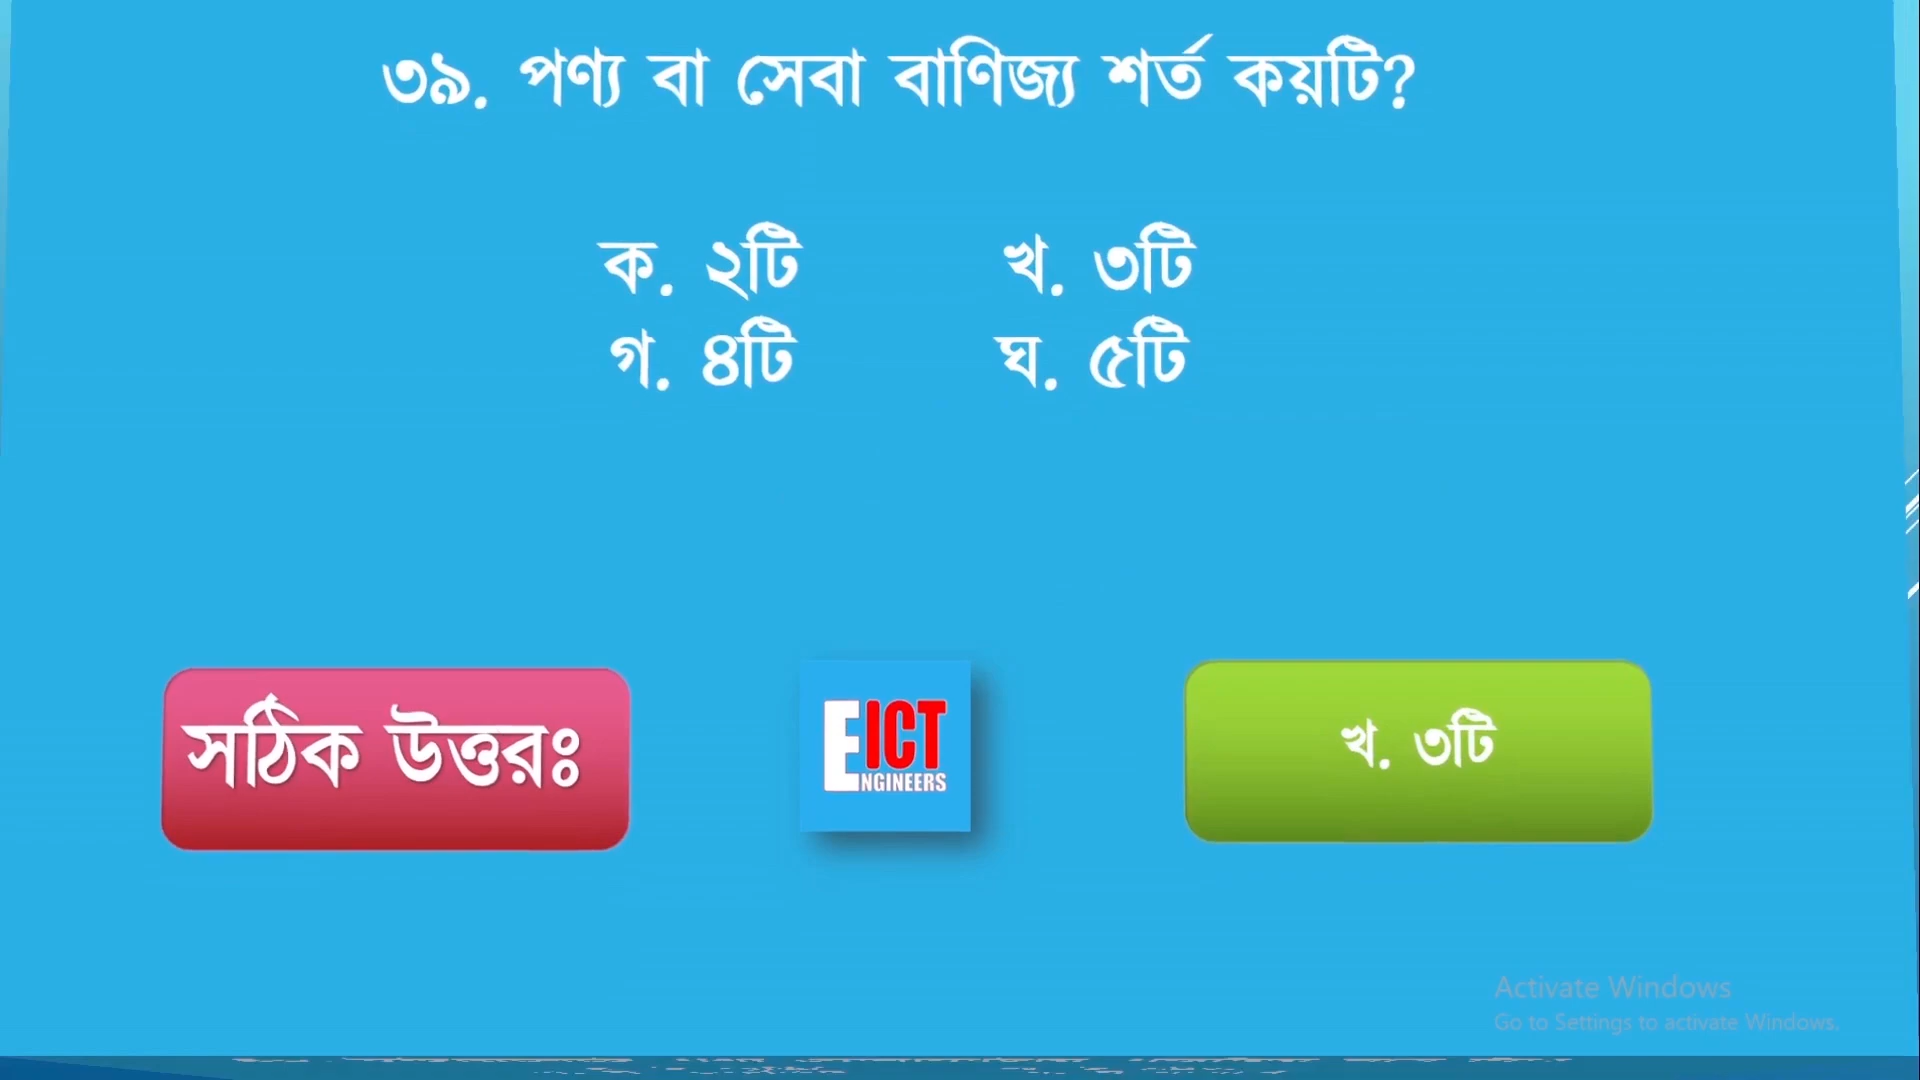 ৩৯. পণ্য বা সেবা বাণিজ্য শর্ত কয়টি?
ক. ২টি খ. ৩টি
গ. ৪টি ঘ. ৫টি
সঠিক উত্তরঃ
EICT
NGINEERS
খ. ৩টি
Activate Windows
Go to Settings to activate Windows.